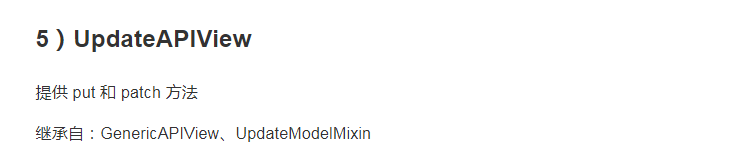 5）UpdateAPIView
提供 put 和 patch 方法
继承自：GenericAPIView、UpdateModelMixin